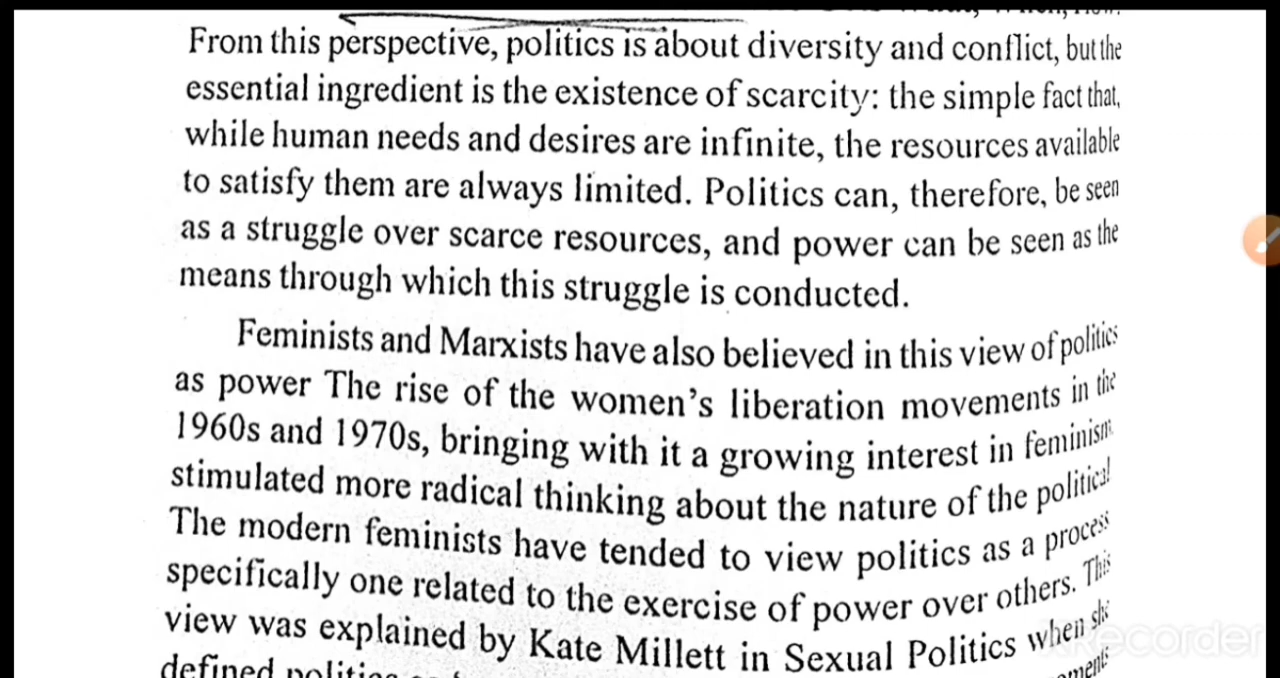 What, When, How.
From this perspective, politics is about diversity and conflict, but the
essential ingredient is the existence of scarcity: the simple fact that,
while human needs and desires are infinite, the resources available
to satisfy them are always limited. Politics can, therefore, be seen
as a struggle over scarce resources, and power can be seen as the
means through which this struggle is conducted.
Feminists and Marxists have also believed in this view of politics
as power The rise of the women's liberation movements in the
1960s and 1970s, bringing with it a growing interest in feminism
stimulated more radical thinking about the nature of the political
The modern feminists have tended to view politics as a process
specifically one related to the exercise of power over others. This
view was explained by Kate Millett in Sexual Politics when she
defined politics
Recorder